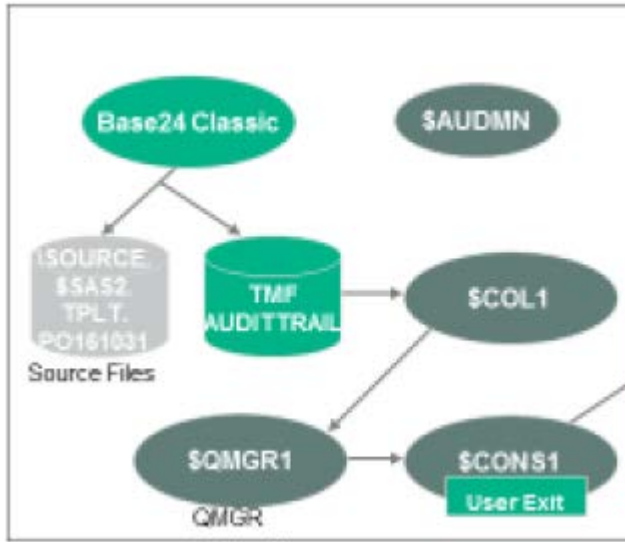 Base24 Classic
$AUDMN
\SOURCE.
$SAS2.
TPLT.
PO161031
Source Files
TMF
AUDITTRAIL
$COL1
$QMGR1
QMGR
$CONS1
User Exit